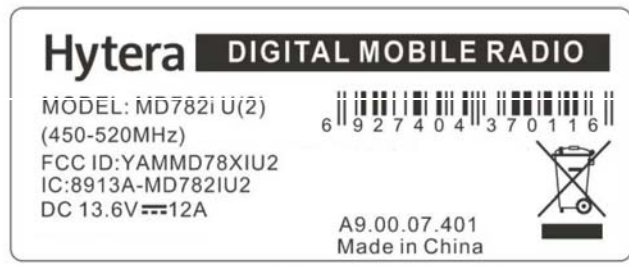 Hytera DIGITAL MOBILE RADIO
MODEL: MD782i U(2)
6 927404 370116
(450-520MHz)
FCC ID:YAMMD78XIU2
IC:8913A-MD782IU2
DC 13.6V⎓12A
A9.00.07.401
Made in China